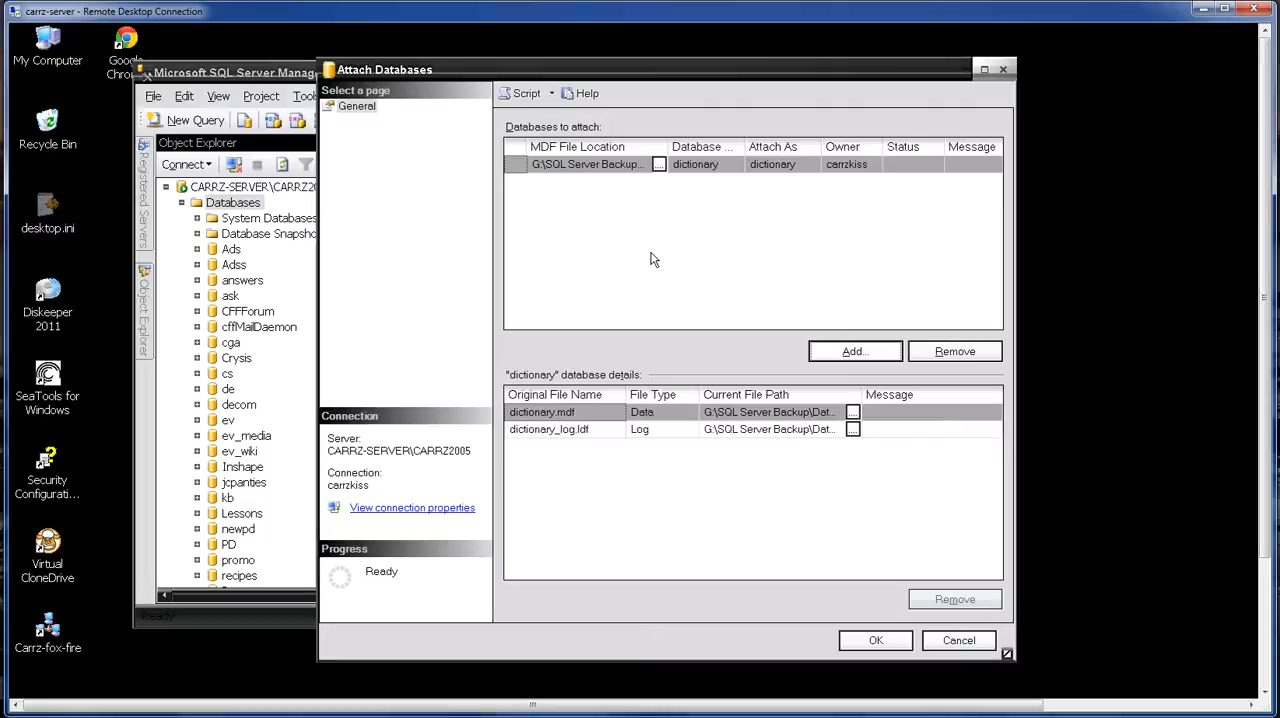 carrz-server - Remote Desktop Connection
My Computer
Google
Chro
Recycle Bin
desktop.ini
Diskeeper
2011
SeaTools for
Windows
Security
Configurati...
Virtual
CloneDrive
Carrz-fox-fire
Microsoft SQL Server Manag
File Edit View Project Tool
New Query
Registered Servers
Object Explorer
Object Explorer
Connect
CARRZ-SERVER\CARRZ20
Databases
System Databases
Database Snapsho
Ads
Adss
answers
ask
CFFForum
cffMailDaemon
cga
Crysis
cs
de
decom
ev
ev_media
ev_wiki
Inshape
jcpanties
kb
Lessons
newpd
PD
promo
recipes
Ready
Attach Databases
Select a page
General
Script Help
Databases to attach:
MDF File Location Database ... Attach As Owner Status Message
G:\SQL Server Backup... ... dictionary dictionary carrzkiss
Add... Remove
"dictionary" database details:
Original File Name File Type Current File Path Message
dictionary.mdf Data G:\SQL Server Backup\Dat... ...
dictionary_log.ldf Log G:\SQL Server Backup\Dat... ...
Remove
Connection
Server:
CARRZ-SERVER\CARRZ2005
Connection:
carrzkiss
View connection properties
Progress
Ready
OK Cancel